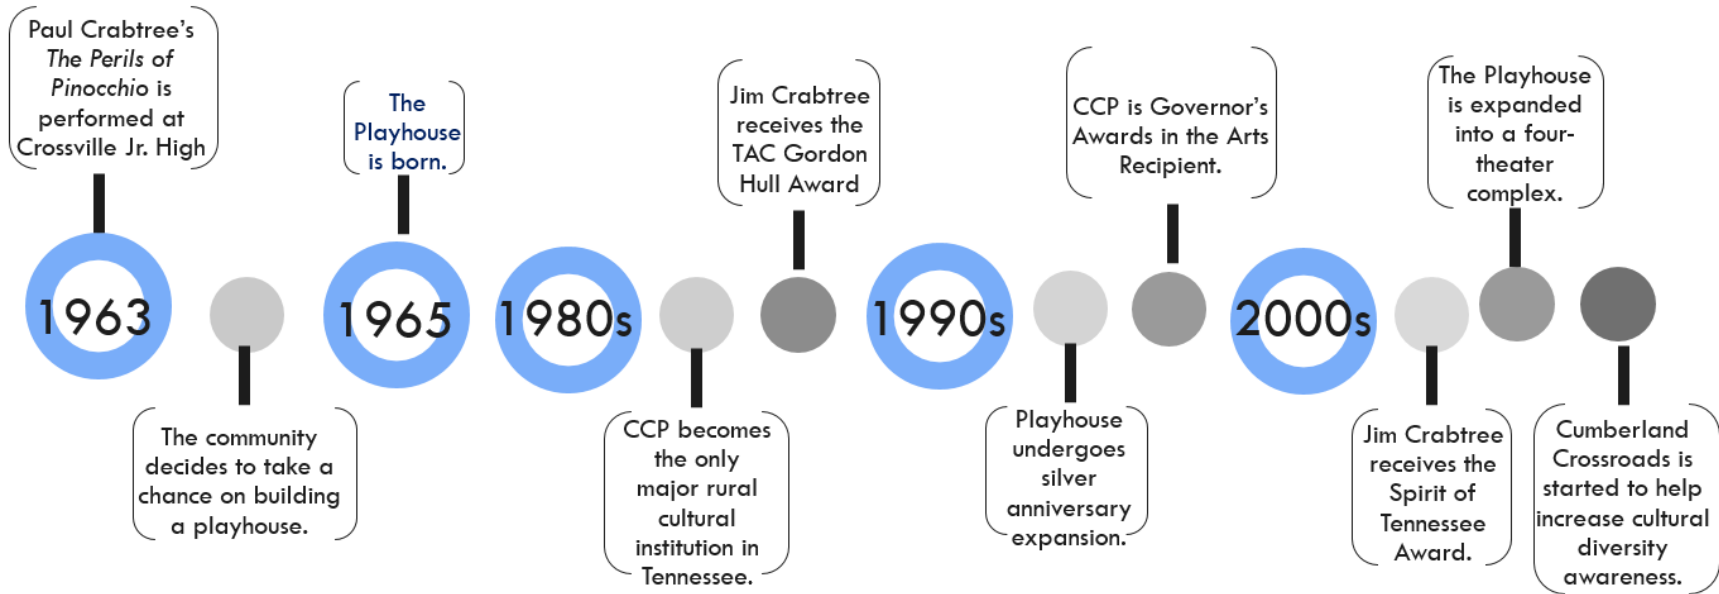 Paul Crabtree's
The Perils of
Pinocchio is
performed at
Crossville Jr. High
1963
The community
decides to take a
chance on building
a playhouse.
The
Playhouse
is born.
1965
1980s
CCP becomes
the only
major rural
cultural
institution in
Tennessee.
Jim Crabtree
receives the
TAC Gordon
Hull Award
1990s
Playhouse
undergoes
silver
anniversary
expansion.
CCP is Governor's
Awards in the Arts
Recipient.
2000s
Jim Crabtree
receives the
Spirit of
Tennessee
Award.
The Playhouse
is expanded
into a four-
theater
complex.
Cumberland
Crossroads is
started to help
increase cultural
diversity
awareness.